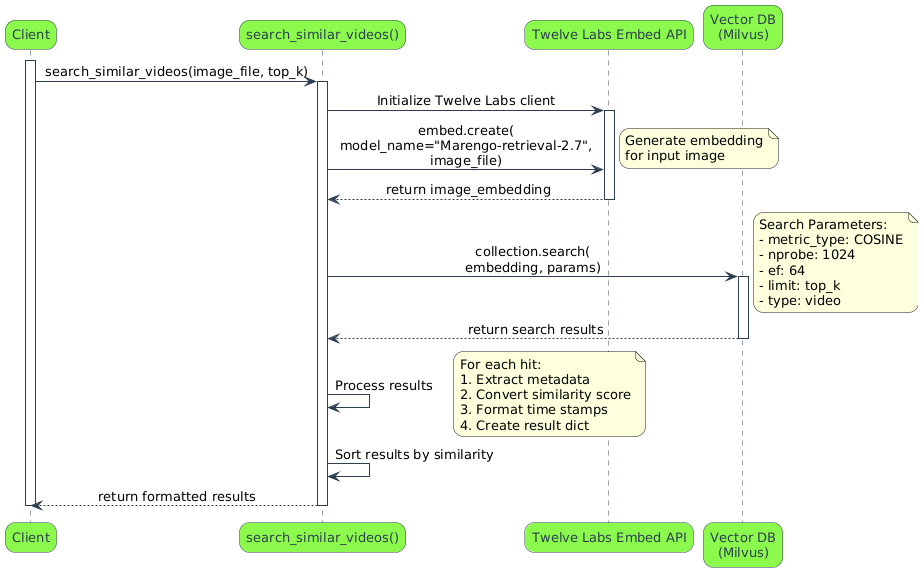 Client
search_similar_videos()
Twelve Labs Embed API
Vector DB
(Milvus)
search_similar_videos(image_file, top_k)
Initialize Twelve Labs client
embed.create(
model_name="Marengo-retrieval-2.7",
image_file)
Generate embedding
for input image
return image_embedding
Search Parameters:
- metric_type: COSINE
- nprobe: 1024
- ef: 64
- limit: top_k
- type: video
collection.search(
embedding, params)
return search results
For each hit:
1. Extract metadata
2. Convert similarity score
3. Format time stamps
4. Create result dict
Process results
Sort results by similarity
return formatted results
Client
search_similar_videos()
Twelve Labs Embed API
Vector DB
(Milvus)